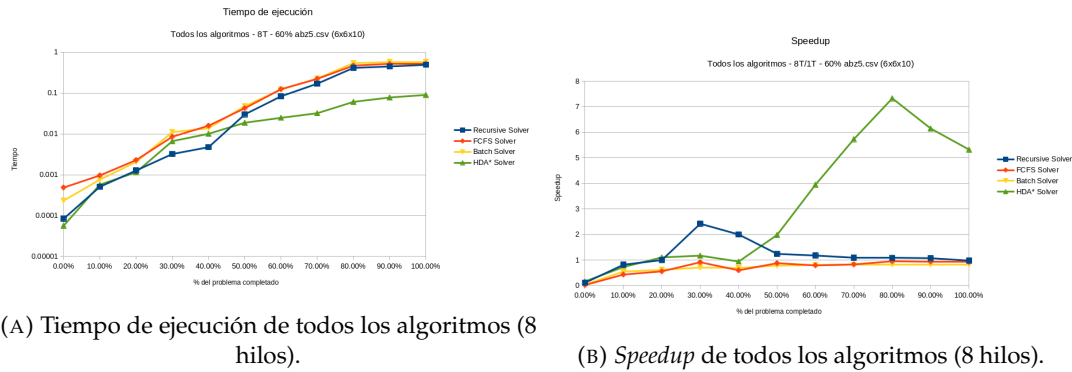 Tiempo de ejecución
Todos los algoritmos - 8T - 60% abz5.csv (6x6x10)
1
0.1
0.01
0.001
0.0001
0.00001
Tiempo
0.00%
10.00%
20.00%
30.00%
40.00%
50.00%
60.00%
70.00%
80.00%
90.00%
100.00%
% del problema completado
Recursive Solver
FCFS Solver
Batch Solver
HDA* Solver
(A) Tiempo de ejecución de todos los algoritmos (8
hilos).
Speedup
Todos los algoritmos - 8T/1T - 60% abz5.csv (6x6x10)
8
7
6
5
4
3
2
1
0
Speedup
0.00%
10.00%
20.00%
30.00%
40.00%
50.00%
60.00%
70.00%
80.00%
90.00%
100.00%
% del problema completado
Recursive Solver
FCFS Solver
Batch Solver
HDA* Solver
(B) Speedup de todos los algoritmos (8 hilos).